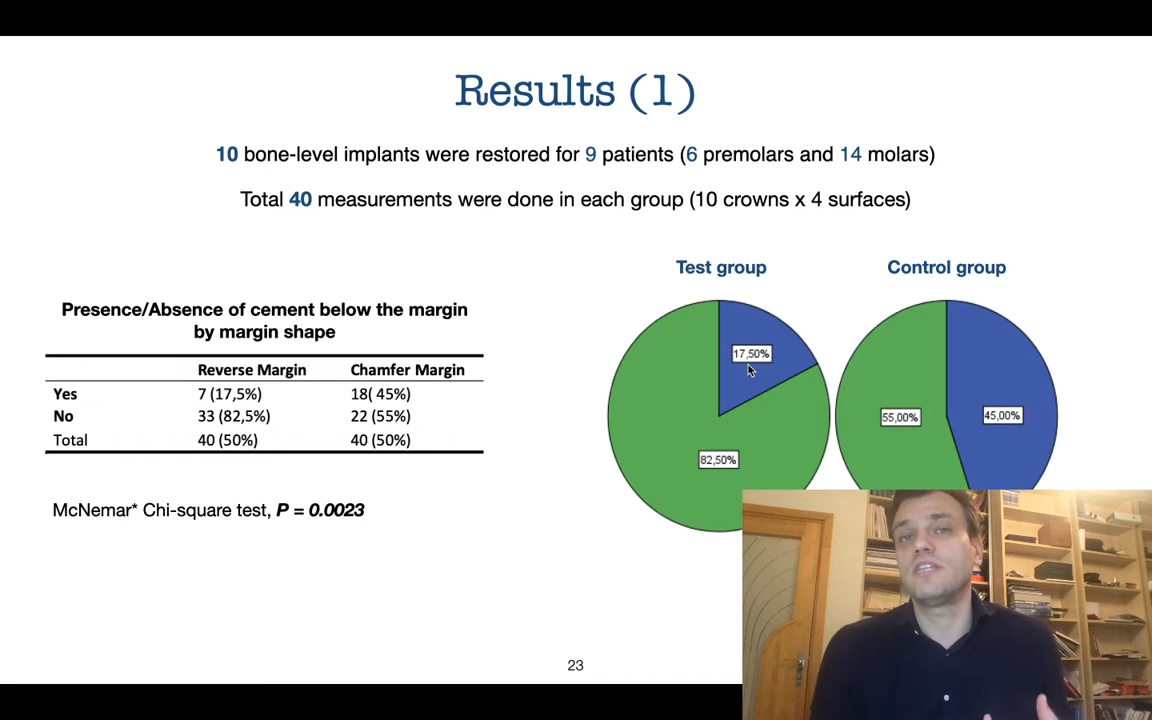 Results (1)
10 bone-level implants were restored for 9 patients (6 premolars and 14 molars)
Total 40 measurements were done in each group (10 crowns x 4 surfaces)
Presence/Absence of cement below the margin
by margin shape
Reverse Margin Chamfer Margin
Yes 7 (17,5%) 18( 45%)
No 33 (82,5%) 22 (55%)
Total 40 (50%) 40 (50%)
McNemar* Chi-square test, P = 0.0023
Test group Control group
17,50%
82,50%
55,00% 45,00%
23